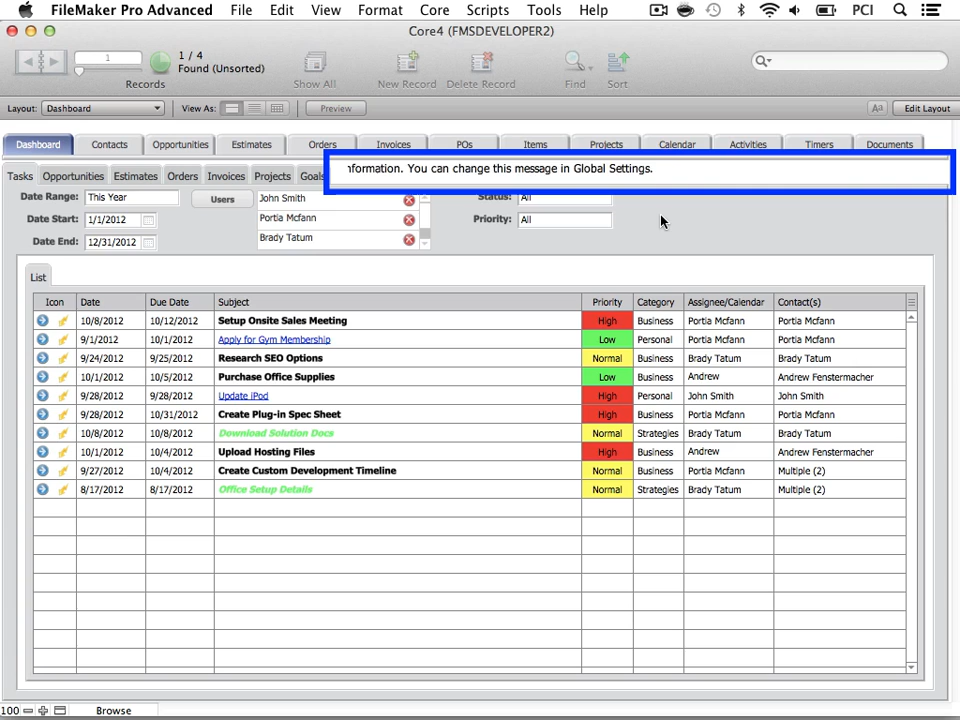 FileMaker Pro Advanced File Edit View Format Core Scripts Tools Help PCI
Core4 (FMSDEVELOPER2)
1 1 / 4
Found (Unsorted)
Records Show All New Record Delete Record Find Sort
Layout: Dashboard View As: Preview Aa Edit Layout
Dashboard Contacts Opportunities Estimates Orders Invoices POs Items Projects Calendar Activities Timers Documents
nformation. You can change this message in Global Settings.
Tasks Opportunities Estimates Orders Invoices Projects Goals
Date Range: This Year Users John Smith Status: All
Date Start: 1/1/2012 Portia Mcfann Priority: All
Date End: 12/31/2012 Brady Tatum
List
Icon Date Due Date Subject Priority Category Assignee/Calendar Contact(s)
10/8/2012 10/12/2012 Setup Onsite Sales Meeting High Business Portia Mcfann Portia Mcfann
9/1/2012 10/1/2012 Apply for Gym Membership Low Personal Portia Mcfann Portia Mcfann
9/24/2012 9/25/2012 Research SEO Options Normal Business Brady Tatum Brady Tatum
10/1/2012 10/5/2012 Purchase Office Supplies Low Business Andrew Andrew Fenstermacher
9/28/2012 9/28/2012 Update iPod High Personal John Smith John Smith
9/28/2012 10/31/2012 Create Plug-in Spec Sheet High Business Portia Mcfann Portia Mcfann
10/8/2012 10/8/2012 Download Solution Docs Normal Strategies Brady Tatum Brady Tatum
10/1/2012 10/4/2012 Upload Hosting Files High Business Andrew Andrew Fenstermacher
9/27/2012 10/4/2012 Create Custom Development Timeline Normal Business Portia Mcfann Multiple (2)
8/17/2012 8/17/2012 Office Setup Details Normal Strategies Brady Tatum Multiple (2)
100 Browse